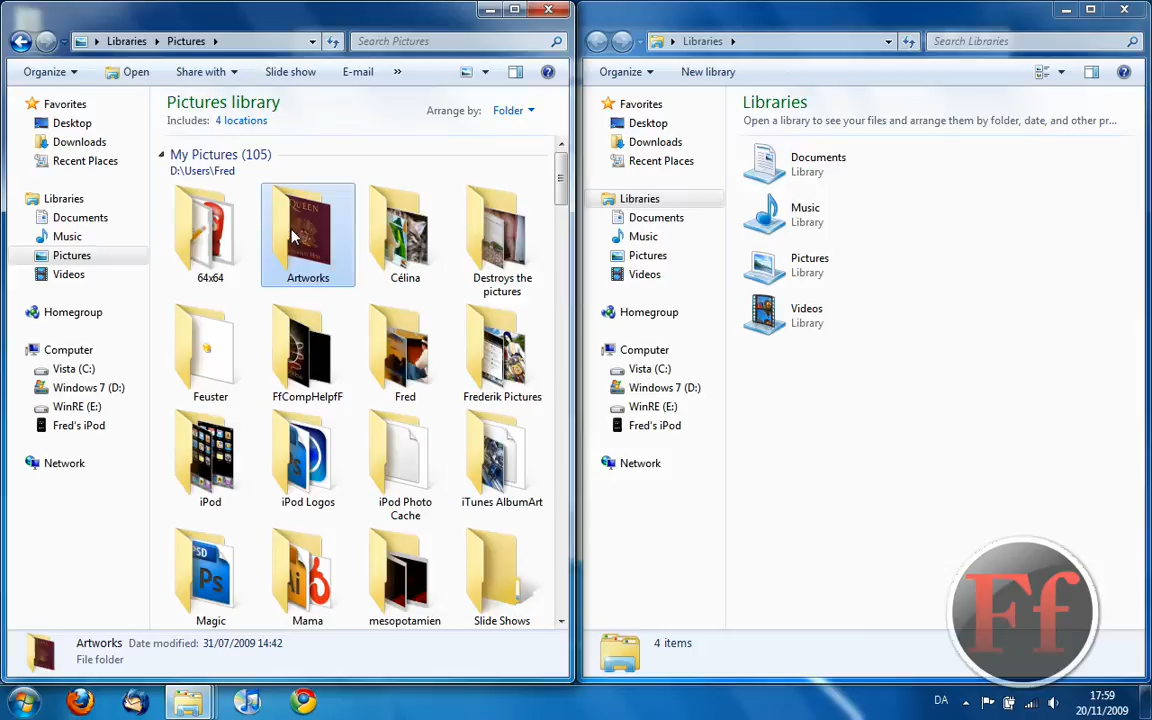 Libraries Pictures
Search Pictures
Organize Open Share with Slide show E-mail »
Favorites
Desktop
Downloads
Recent Places
Libraries
Documents
Music
Pictures
Videos
Homegroup
Computer
Vista (C:)
Windows 7 (D:)
WinRE (E:)
Fred's iPod
Network
Pictures library
Includes: 4 locations
Arrange by: Folder
My Pictures (105)
D:\Users\Fred
QUEEN
64x64
Artworks
Célina
Destroys the pictures
Feuster
FfCompHelpfF
Fred
Frederik Pictures
iPod
Ps
iPod Logos
iPod Photo Cache
iTunes AlbumArt
PSD
Ps
Magic
Ai
Mama
mesopotamien
Slide Shows
Artworks Date modified: 31/07/2009 14:42
File folder
Libraries
Search Libraries
Organize New library
Favorites
Desktop
Downloads
Recent Places
Libraries
Documents
Music
Pictures
Videos
Homegroup
Computer
Vista (C:)
Windows 7 (D:)
WinRE (E:)
Fred's iPod
Network
Libraries
Open a library to see your files and arrange them by folder, date, and other pr...
Documents
Library
Music
Library
Pictures
Library
Videos
Library
4 items
Ff
DA
17:59
20/11/2009